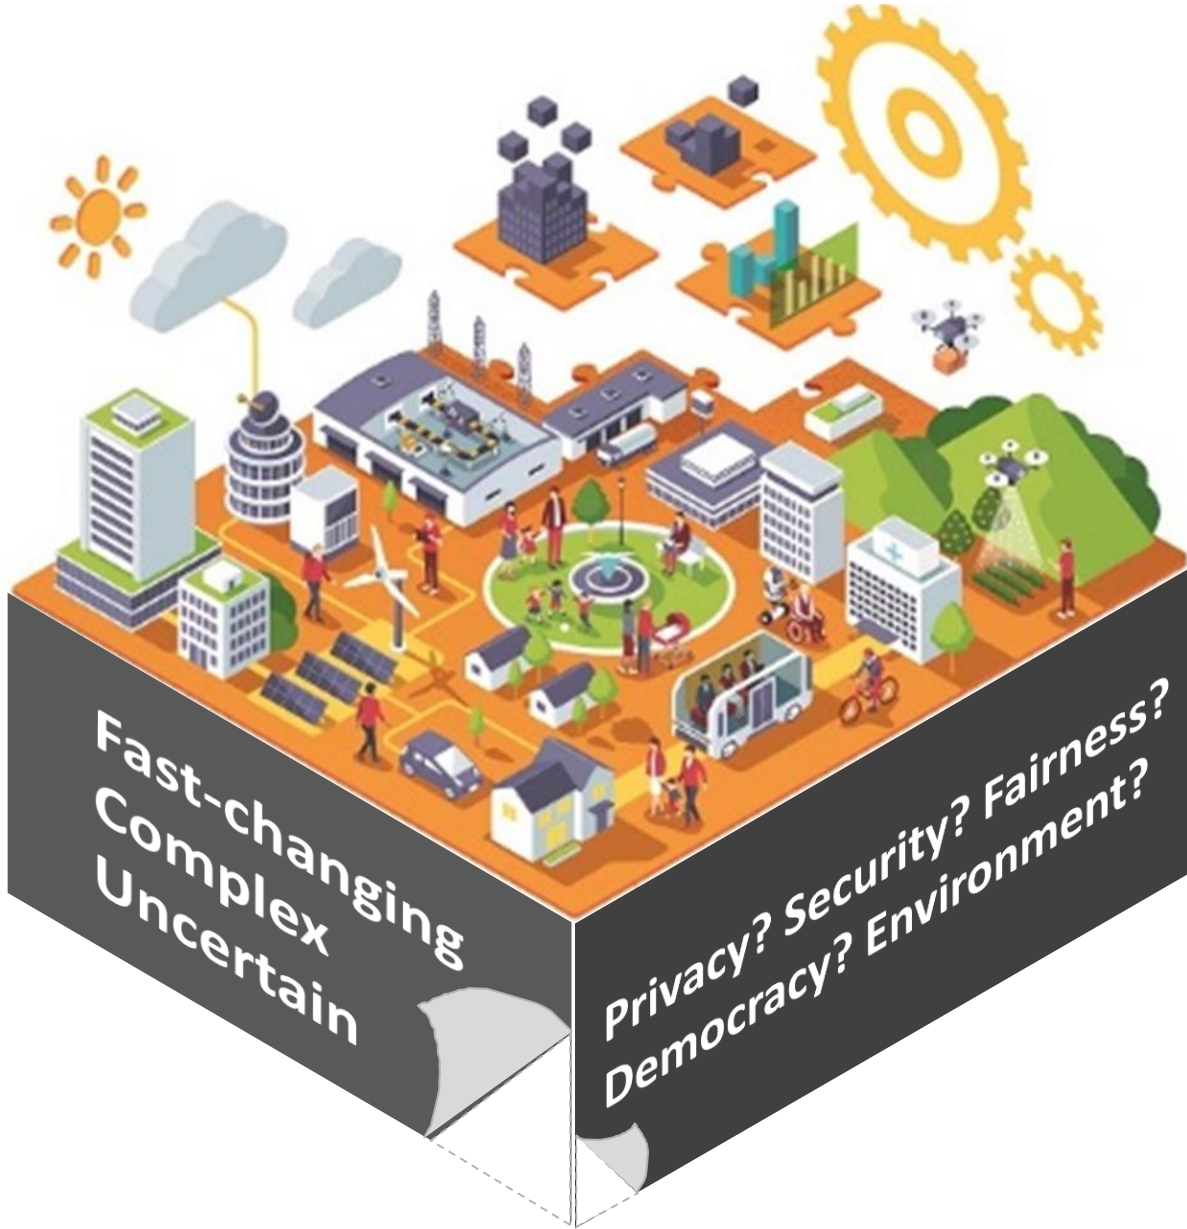 Fast-changing
Complex
Uncertain
Privacy? Security? Fairness?
Democracy? Environment?